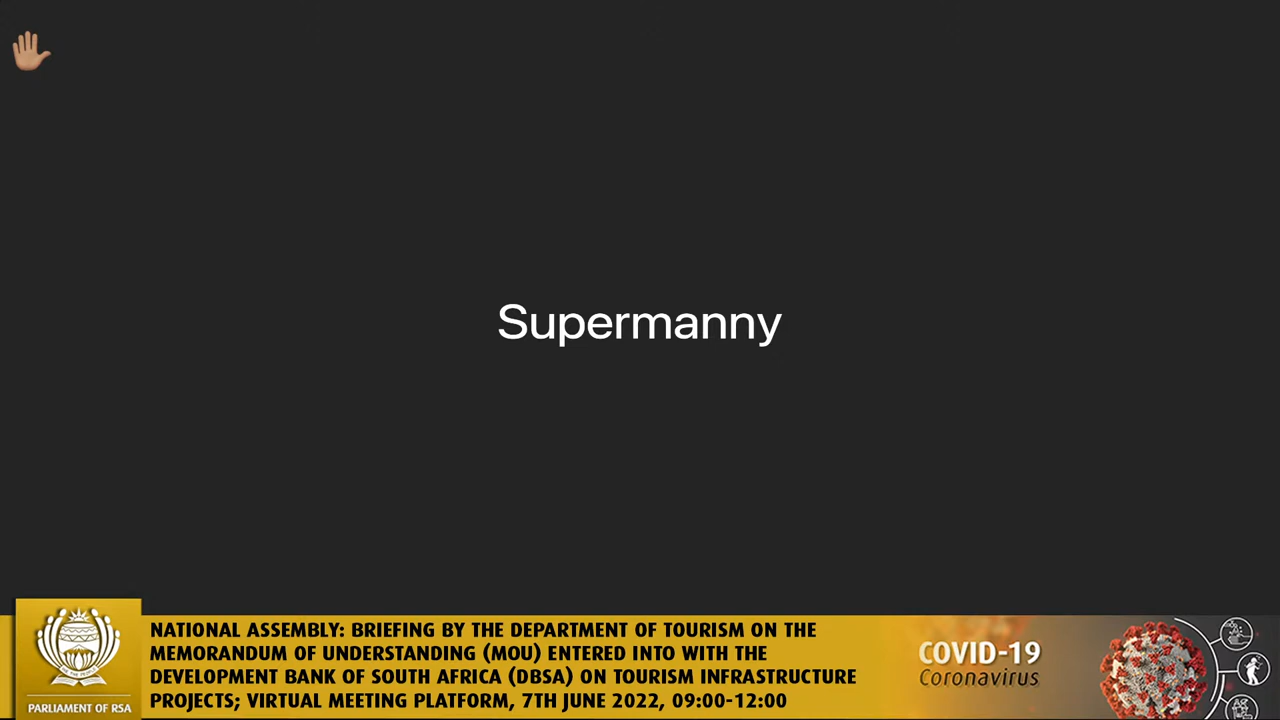 Supermanny
NATIONAL ASSEMBLY: BRIEFING BY THE DEPARTMENT OF TOURISM ON THE
MEMORANDUM OF UNDERSTANDING (MOU) ENTERED INTO WITH THE
DEVELOPMENT BANK OF SOUTH AFRICA (DBSA) ON TOURISM INFRASTRUCTURE
PROJECTS; VIRTUAL MEETING PLATFORM, 7TH JUNE 2022, 09:00-12:00
PARLIAMENT OF RSA
COVID-19
Coronavirus